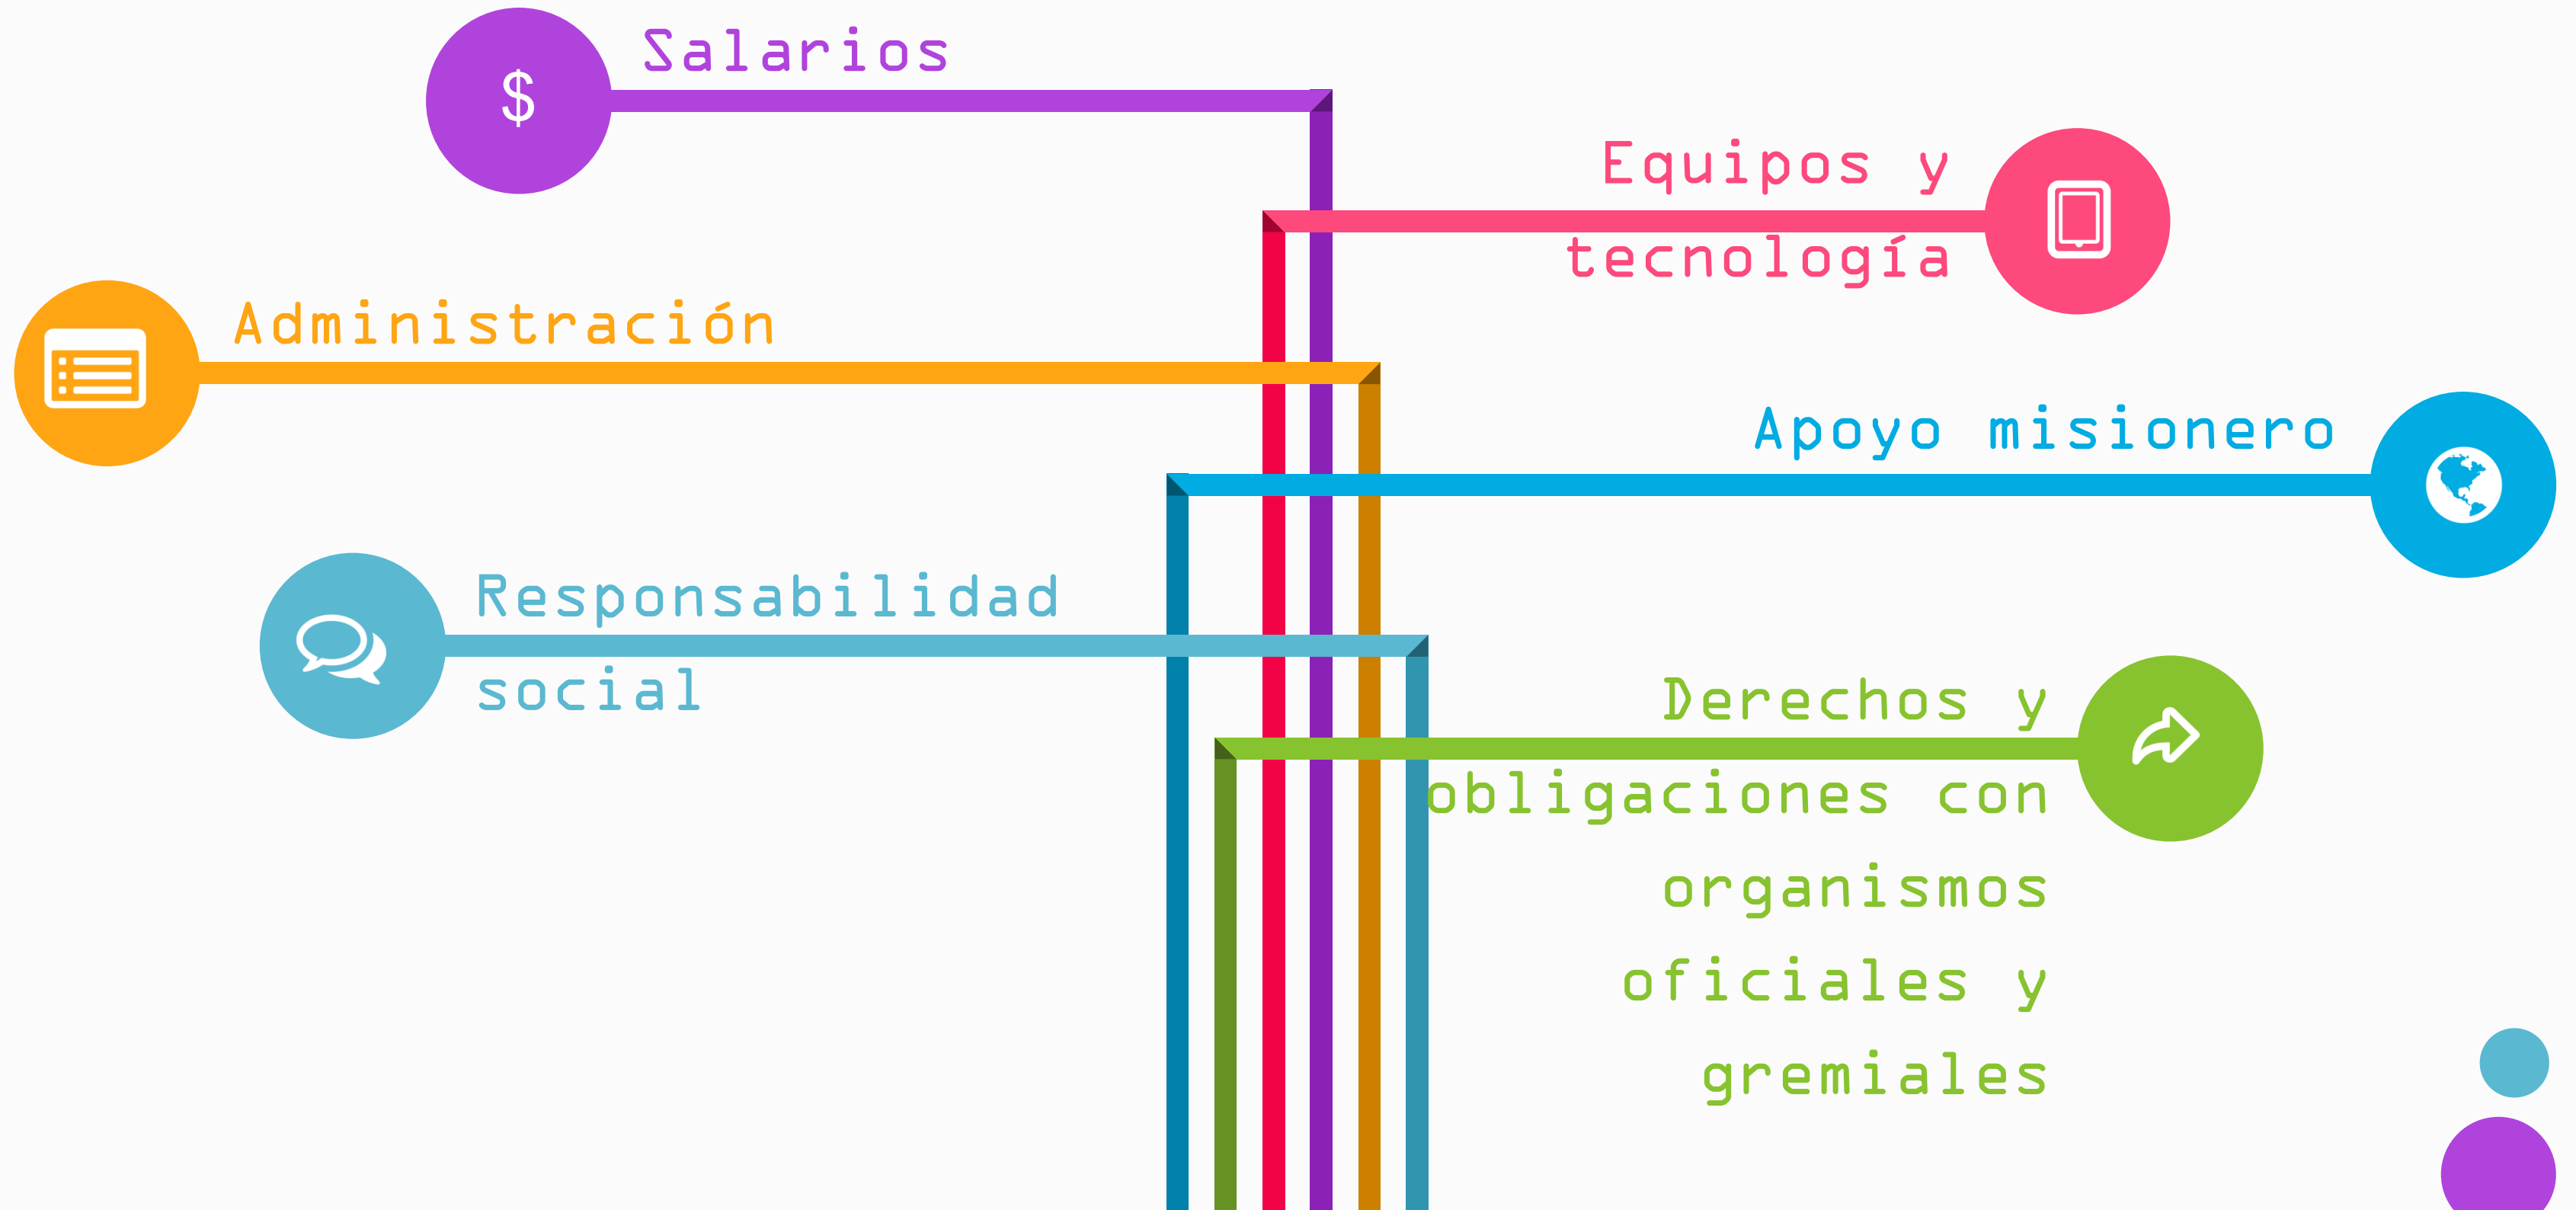 $
Salarios
Equipos y
tecnología
Administración
Apoyo misionero
Responsabilidad
social
Derechos y
obligaciones con
organismos
oficiales y
gremiales